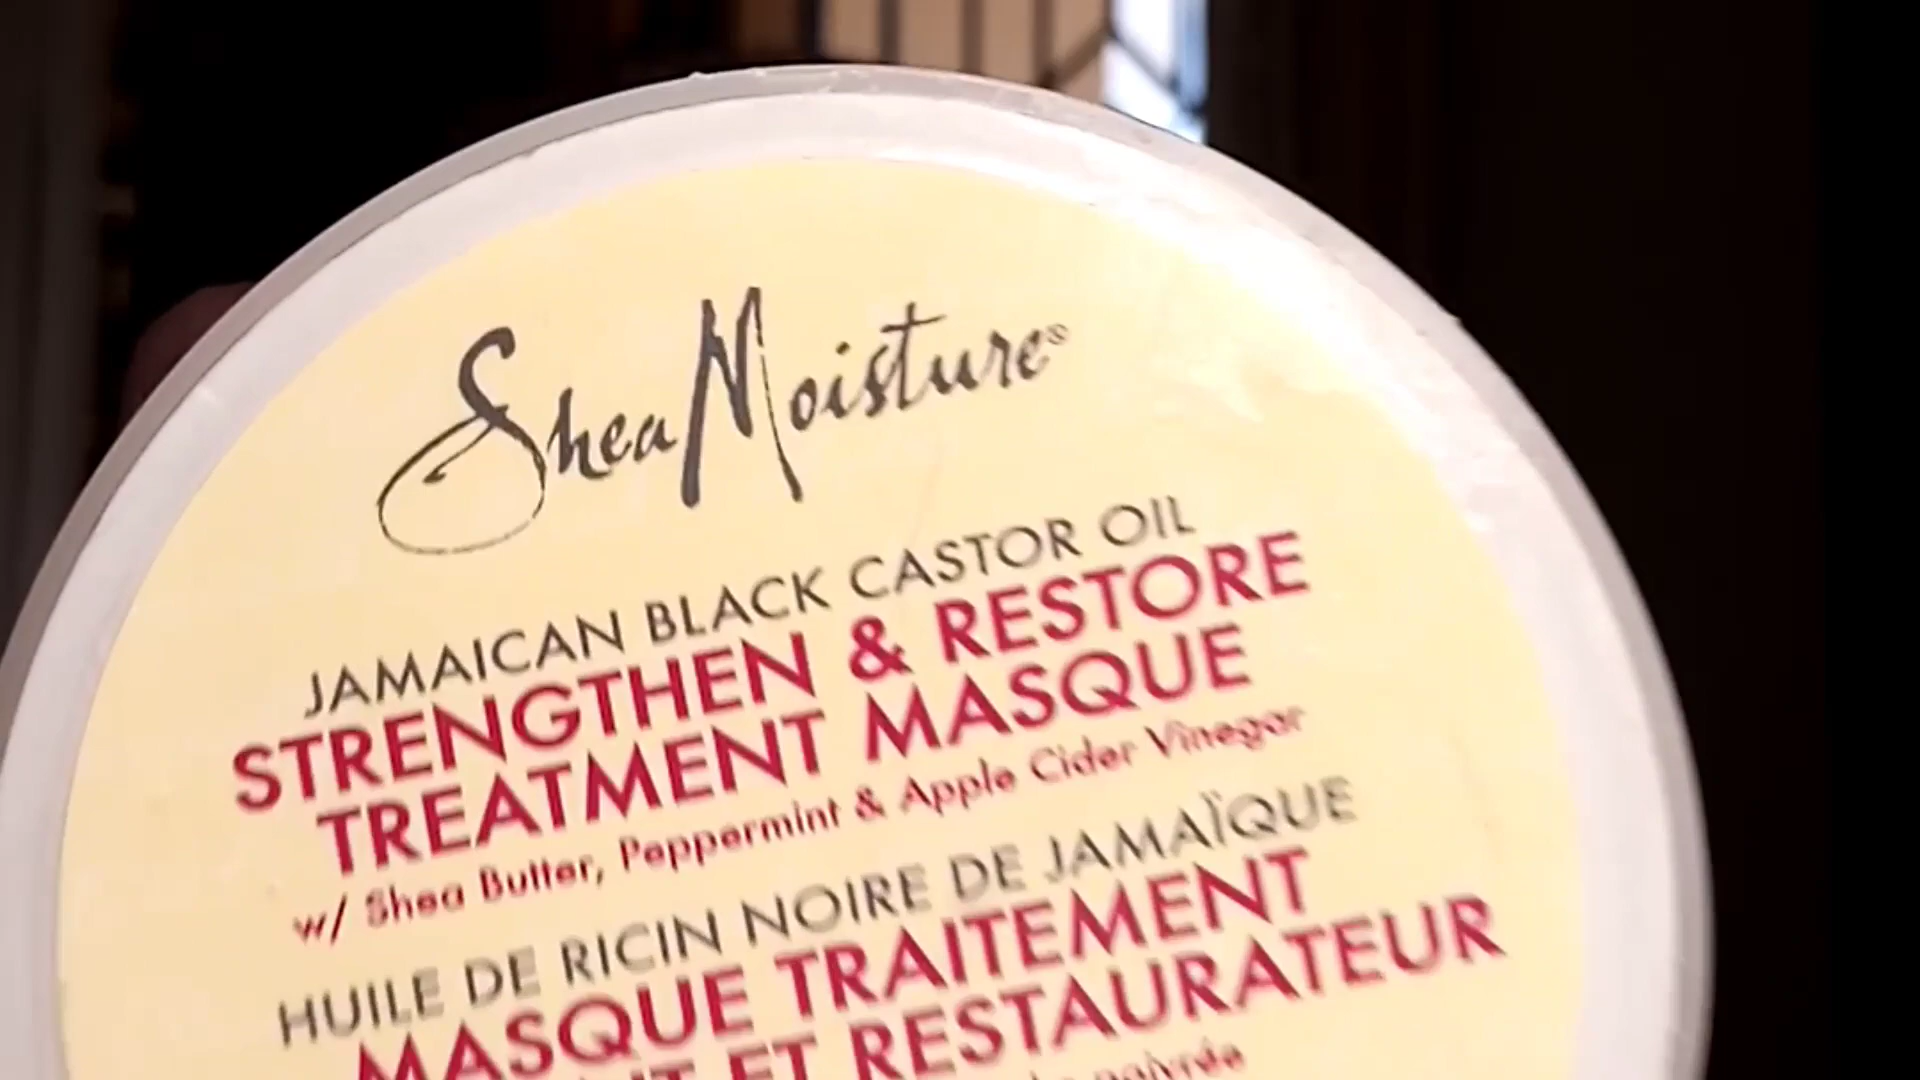 SheaMoisture®
JAMAICAN BLACK CASTOR OIL
STRENGTHEN & RESTORE
TREATMENT MASQUE
w/ Shea Butter, Peppermint & Apple Cider Vinegar
HUILE DE RICIN NOIRE DE JAMAÏQUE
MASQUE TRAITEMENT
ET RESTAURATEUR
poivrée